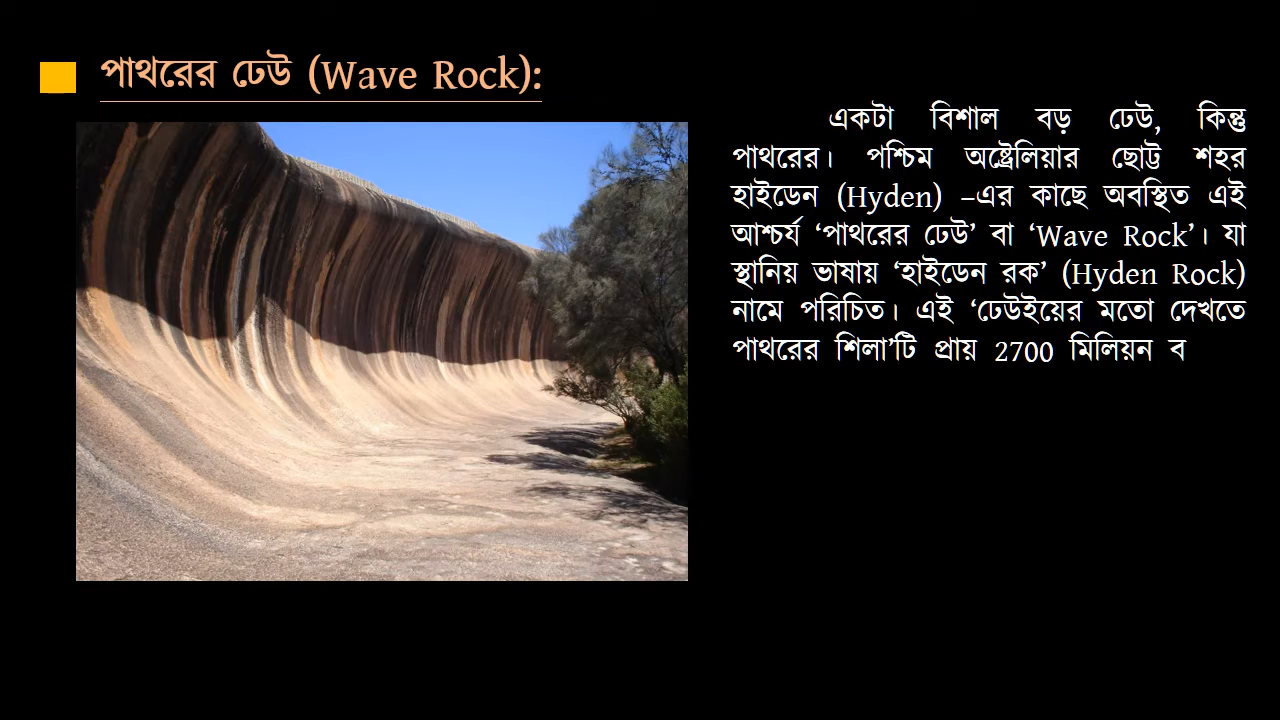 পাথরের ঢেউ (Wave Rock):
একটা বিশাল বড় ঢেউ, কিন্তু
পাথরের। পশ্চিম অষ্ট্রেলিয়ার ছোট্ট শহর
হাইডেন (Hyden) –এর কাছে অবস্থিত এই
আশ্চর্য ‘পাথরের ঢেউ’ বা ‘Wave Rock’। যা
স্থানিয় ভাষায় ‘হাইডেন রক’ (Hyden Rock)
নামে পরিচিত। এই ‘ঢেউইয়ের মতো দেখতে
পাথরের শিলা’টি প্রায় 2700 মিলিয়ন ব